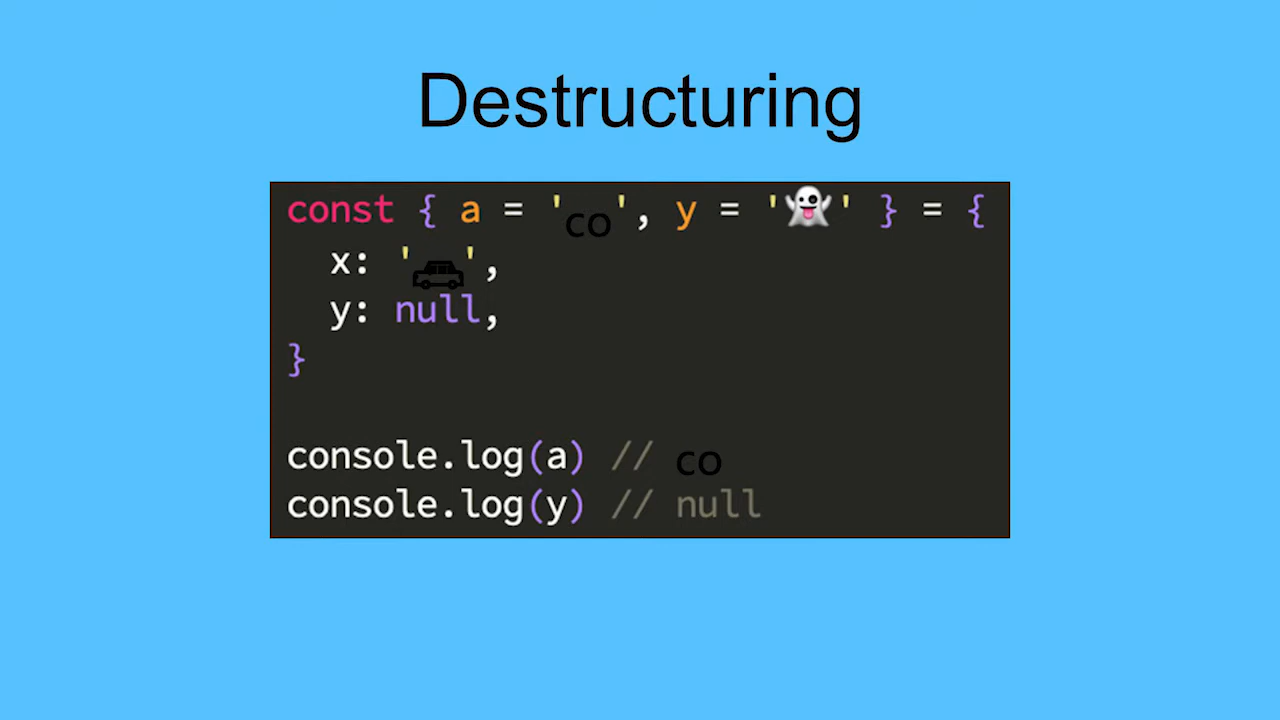 Destructuring
const { a = 'co', y = '👻' } = {
x: '🚗',
y: null,
}
console.log(a) // co
console.log(y) // null